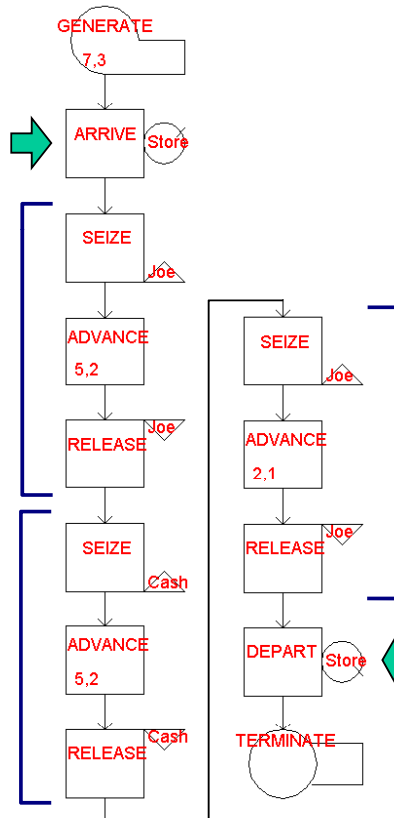 GENERATE
7,3
ARRIVE
Store
SEIZE
Joe
ADVANCE
5,2
RELEASE
Joe
SEIZE
Cash
ADVANCE
5,2
RELEASE
Cash
SEIZE
Joe
ADVANCE
2,1
RELEASE
Joe
DEPART
Store
TERMINATE